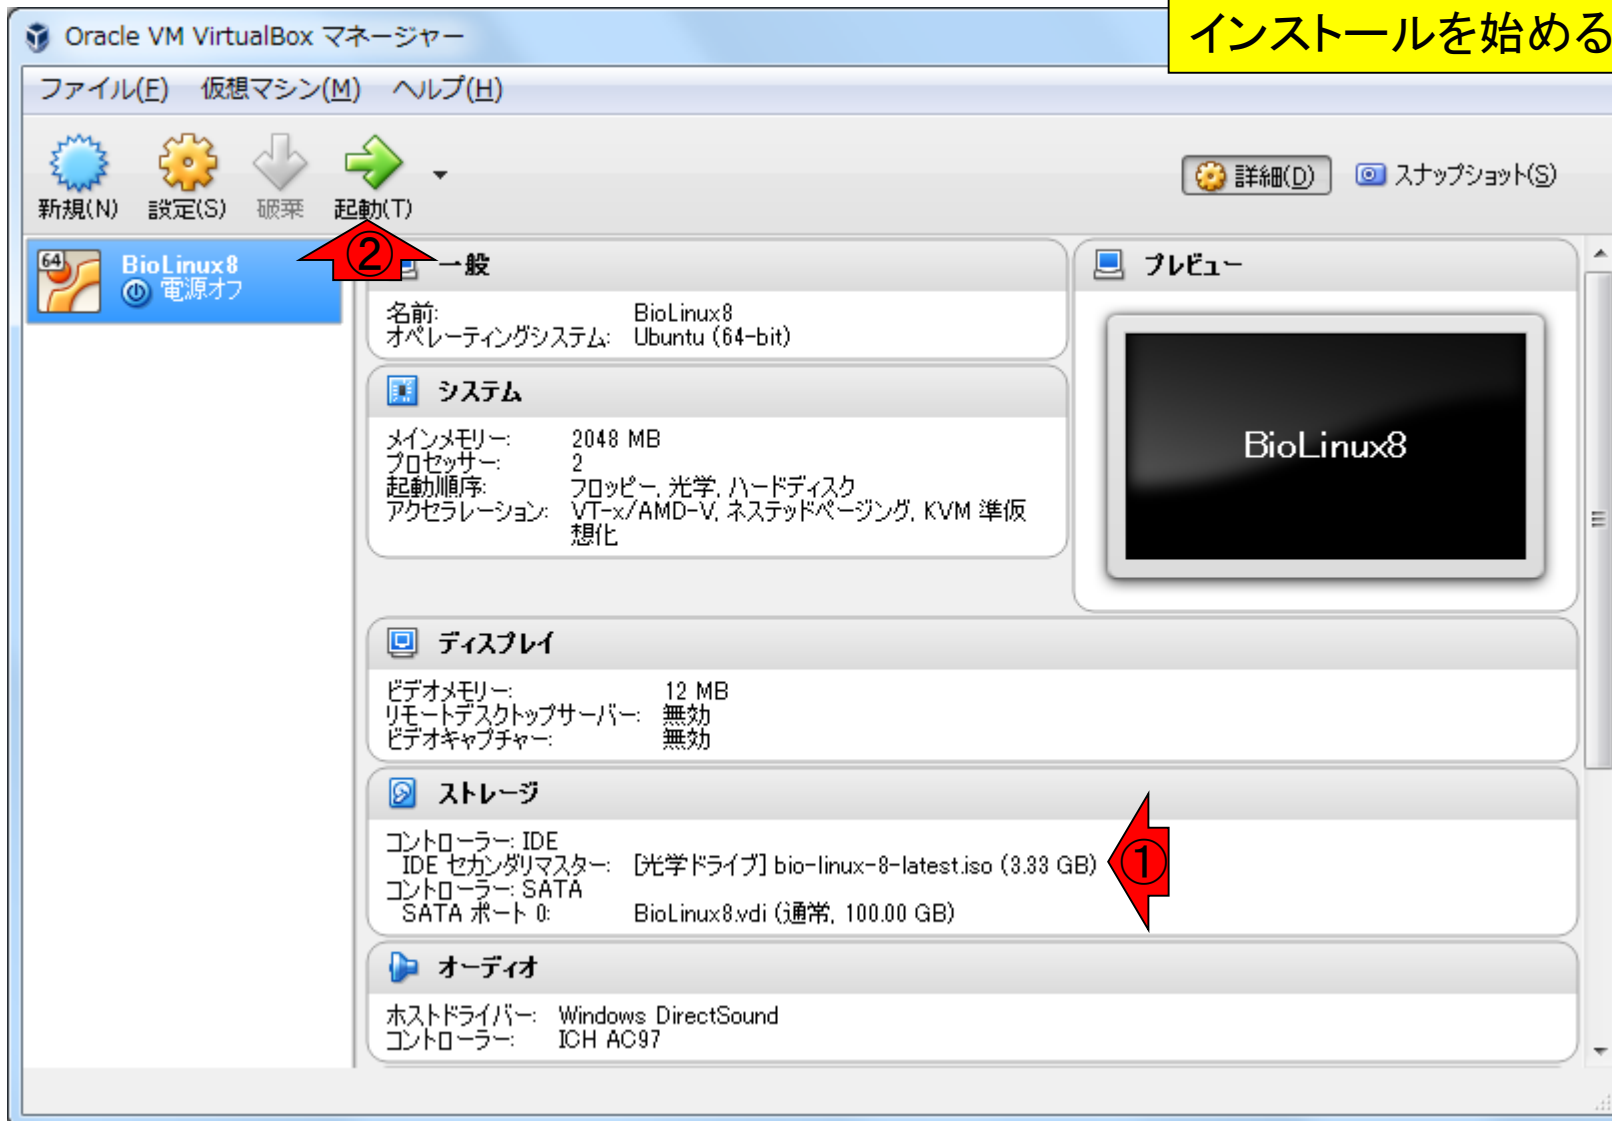 インストールを始める
Oracle VM VirtualBox マネージャー
ファイル(F) 仮想マシン(M) ヘルプ(H)
新規(N) 設定(S) 破棄 起動(T)
詳細(D) スナップショット(S)
②
64
BioLinux8
電源オフ
一般
名前: BioLinux8
オペレーティングシステム: Ubuntu (64-bit)
プレビュー
BioLinux8
システム
メインメモリー: 2048 MB
プロセッサー: 2
起動順序: フロッピー, 光学, ハードディスク
アクセラレーション: VT-x/AMD-V, ネステッドページング, KVM 準仮
想化
ディスプレイ
ビデオメモリー: 12 MB
リモートデスクトップサーバー: 無効
ビデオキャプチャー: 無効
ストレージ
コントローラー: IDE
IDE セカンダリマスター: [光学ドライブ] bio-linux-8-latest.iso (3.33 GB)
①
コントローラー: SATA
SATA ポート 0: BioLinux8.vdi (通常, 100.00 GB)
オーディオ
ホストドライバー: Windows DirectSound
コントローラー: ICH AC97